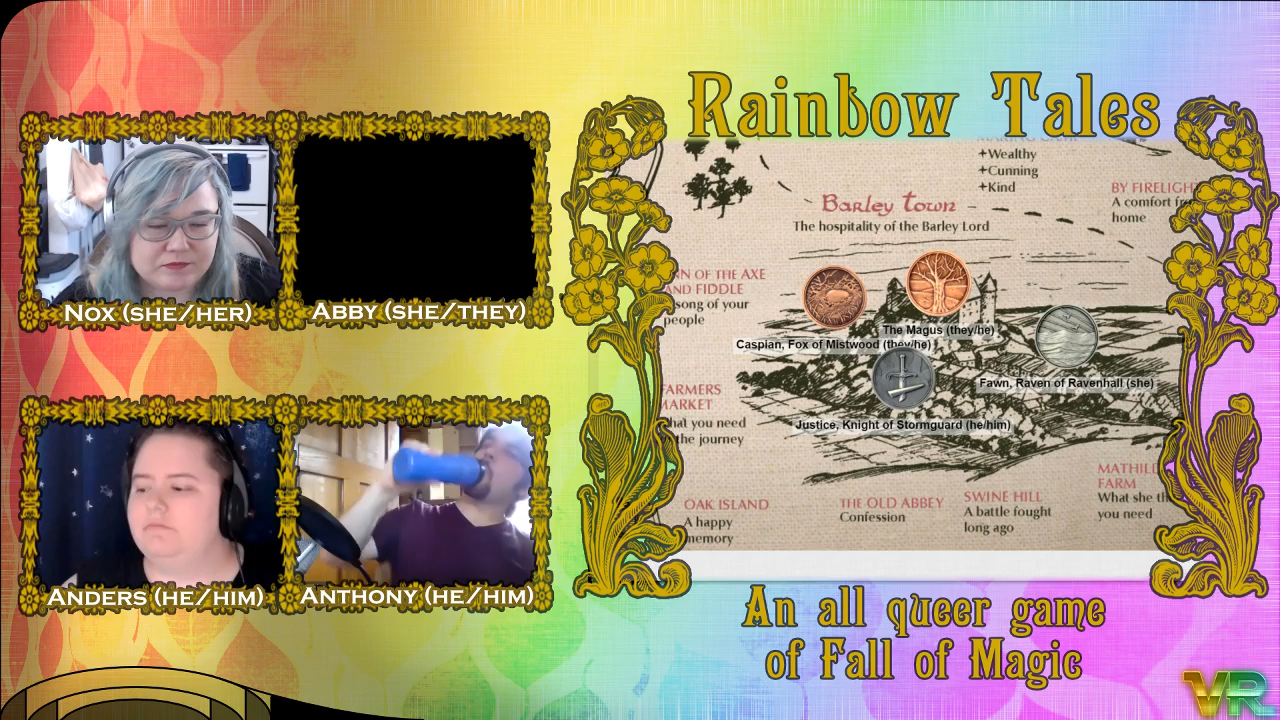 Rainbow Tales
NOX (SHE/HER)
ABBY (SHE/THEY)
ANDERS (HE/HIM)
ANTHONY (HE/HIM)
+Wealthy
+Cunning
+Kind
Barley Town
The hospitality of the Barley Lord
BY FIRELIGH
A comfort
home
OF THE AXE
AND FIDDLE
song of your
people
The Magus (they/he)
Caspian, Fox of Mistwood (they/he)
Fawn, Raven of Ravenhall (she)
Justice, Knight of Stormguard (he/him)
FARMERS
MARKET
you need
the journey
OAK ISLAND
A happy
memory
THE OLD ABBEY
Confession
SWINE HILL
A battle fought
long ago
MATHILD
FARM
What she
you need
An all queer game
of Fall of Magic
VR